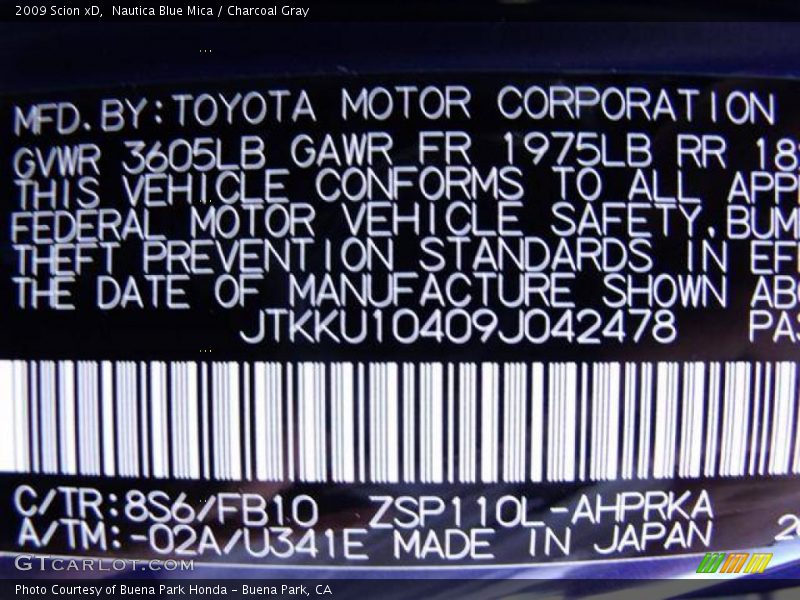 2009 Scion xD,  Nautica Blue Mica / Charcoal Gray
MFD. BY: TOYOTA MOTOR CORPORATION
GVWR 3605LB GAWR FR 1975LB RR
THIS VEHICLE CONFORMS TO ALL
FEDERAL MOTOR VEHICLE SAFETY,
THEFT PREVENTION STANDARDS IN
THE DATE OF MANUFACTURE SHOWN
JTKKU10409J042478
C/TR:8S6/FB10 ZSP110L-AHPRKA
A/TM:-02A/U341E MADE IN JAPAN
GTCARLOT.COM
Photo Courtesy of Buena Park Honda - Buena Park, CA